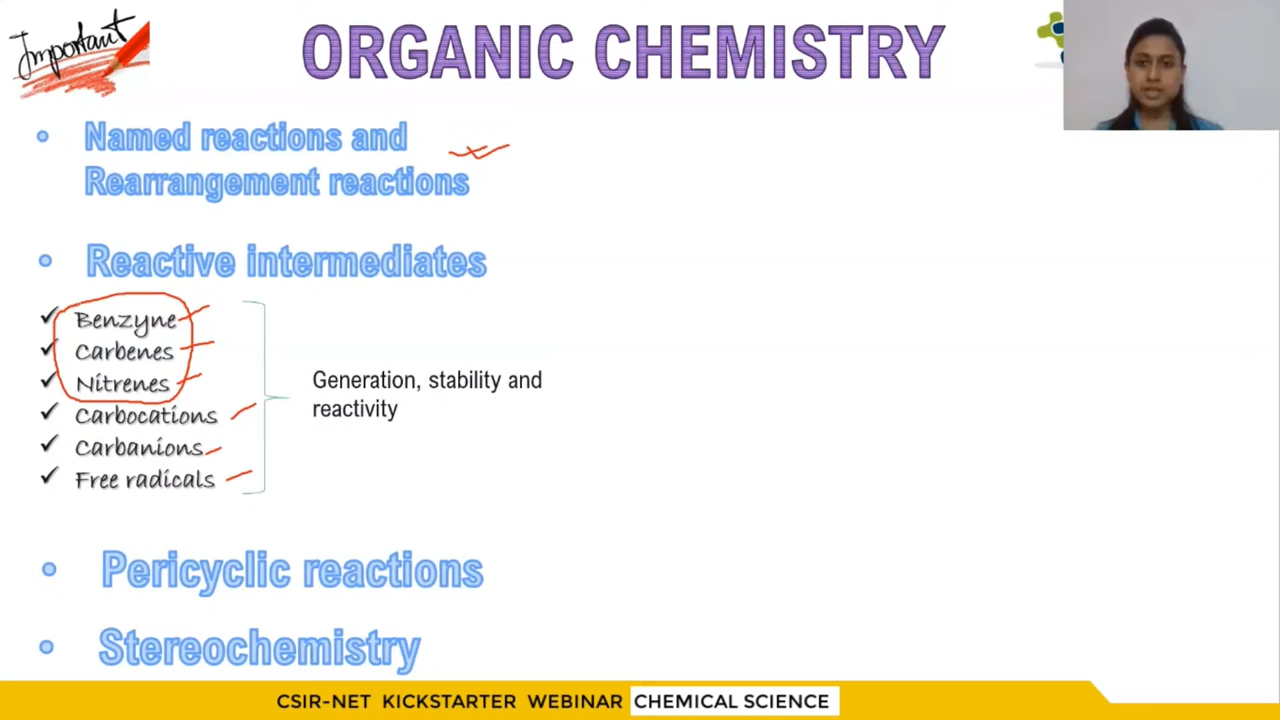 Important
ORGANIC CHEMISTRY
• Named reactions and
Rearrangement reactions
• Reactive intermediates
✓ Benzyne
✓ Carbenes
✓ Nitrenes
✓ Carbocations
✓ Carbanions
✓ Free radicals
Generation, stability and
reactivity
• Pericyclic reactions
• Stereochemistry
CSIR-NET KICKSTARTER WEBINAR CHEMICAL SCIENCE